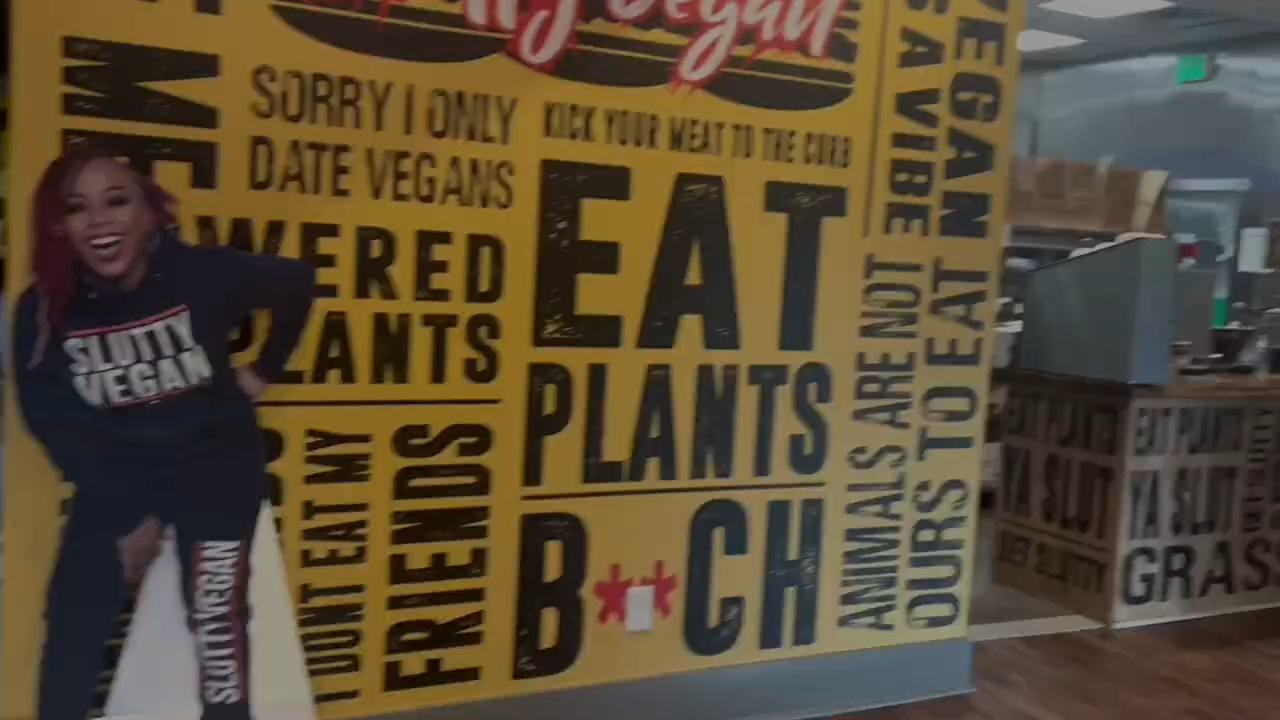 Slutty Vegan
SORRY I ONLY
DATE VEGANS
KICK YOUR MEAT TO THE CURB
PLANTS
EAT
PLANTS
B**CH
I DONT EAT MY
FRIENDS
ANIMALS ARE NOT
OURS TO EAT
VEGAN
A VIBE
SLUTTY
VEGAN
SLUTTY VEGAN
EAT PLANTS
YA SLUT
EAT PLANTS
YA SLUT